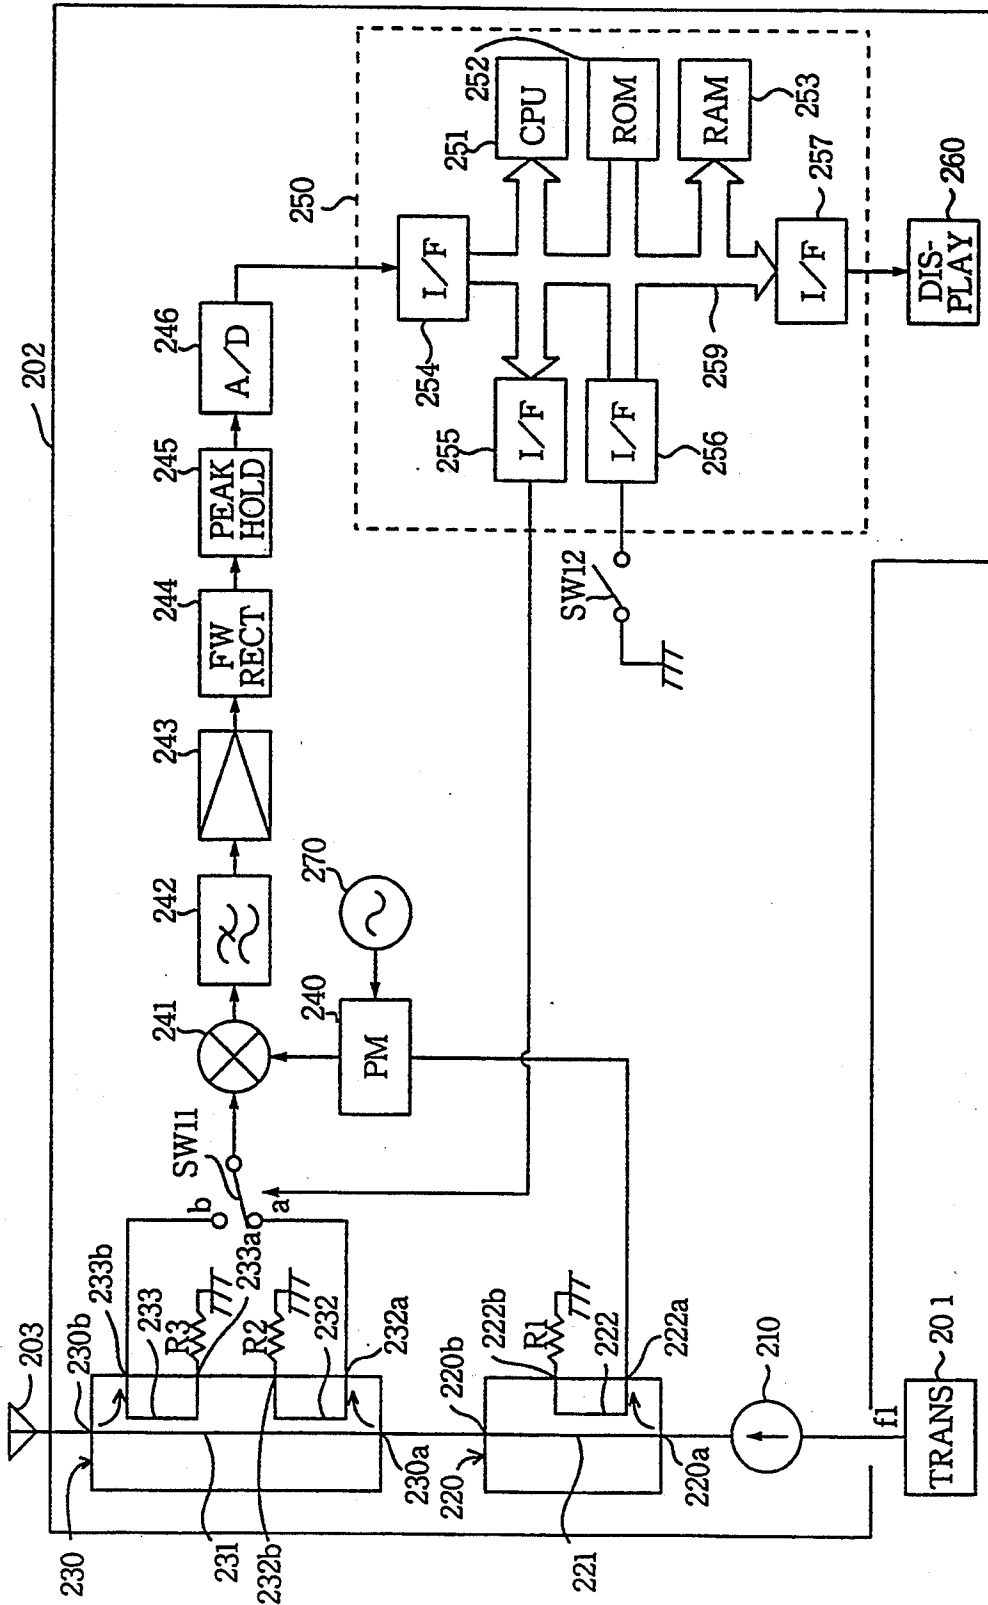 202
203
230
230b
233b
233
R3
233a
R2
232
232a
231
232b
230a
220
220b
222b
R1
222
222a
221
220a
210
f1
TRANS
201
b
a
SW11
241
242
243
244
FW
RECT
245
PEAK
HOLD
246
A/D
240
PM
270
250
254
I/F
255
I/F
256
I/F
SW12
251
CPU
252
ROM
RAM
253
257
I/F
259
260
DIS-
PLAY